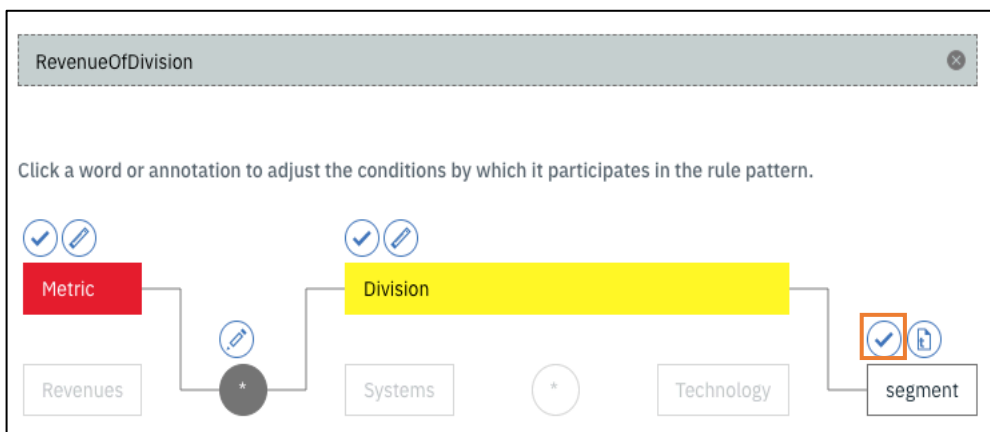 RevenueOfDivision
Click a word or annotation to adjust the conditions by which it participates in the rule pattern.
Metric
Division
Revenues
*
Systems
*
Technology
segment